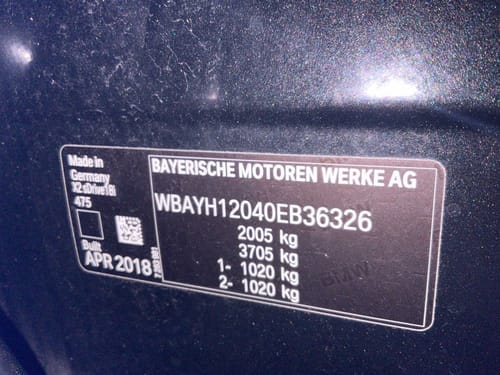 Made in
Germany
X2 sDrive18i
475
Built
APR 2018
BAYERISCHE MOTOREN WERKE AG
WBAYH12040EB36326
2005 kg
3705 kg
1- 1020 kg
2- 1020 kg